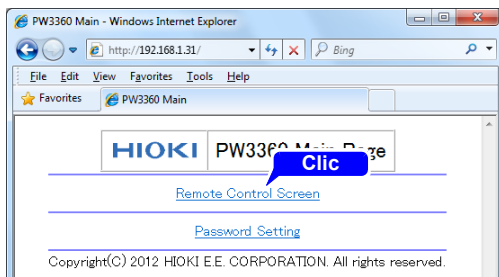 PW3360 Main - Windows Internet Explorer
http://192.168.1.31/
Bing
File Edit View Favorites Tools Help
Favorites
PW3360 Main
HIOKI
PW3360 Main Page
Clic
Remote Control Screen
Password Setting
Copyright(C) 2012 HIOKI E.E. CORPORATION. All rights reserved.